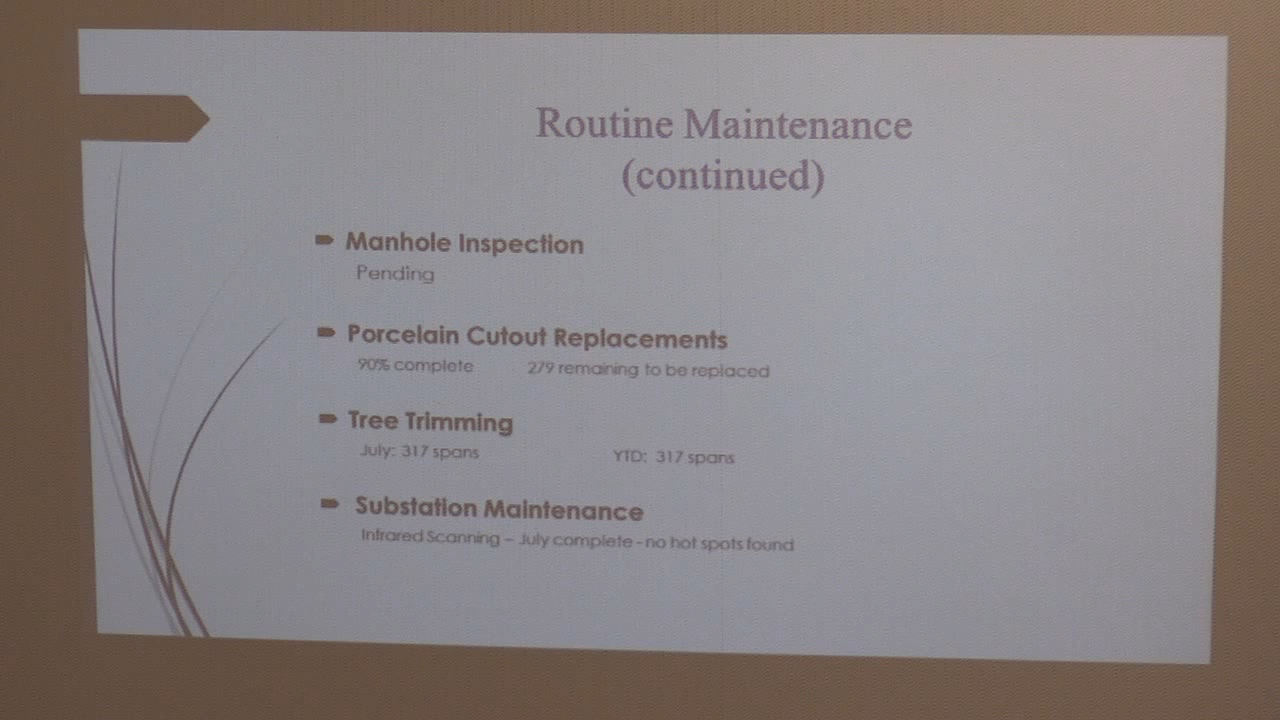 Routine Maintenance
(continued)
Manhole Inspection
Pending
Porcelain Cutout Replacements
90% complete 279 remaining to be replaced
Tree Trimming
July: 317 spans YTD: 317 spans
Substation Maintenance
Infrared Scanning – July complete - no hot spots found